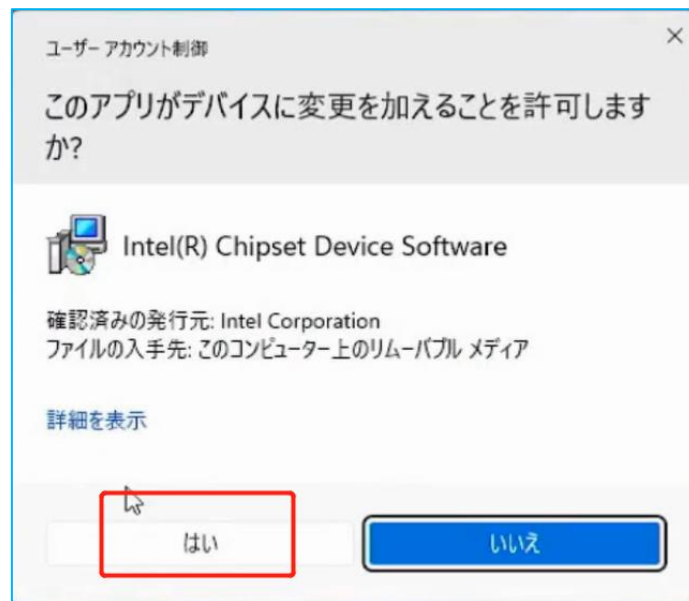 ユーザー アカウント制御
このアプリがデバイスに変更を加えることを許可します
か?
Intel(R) Chipset Device Software
確認済みの発行元: Intel Corporation
ファイルの入手先: このコンピューター上のリムーバブル メディア
詳細を表示
はい
いいえ